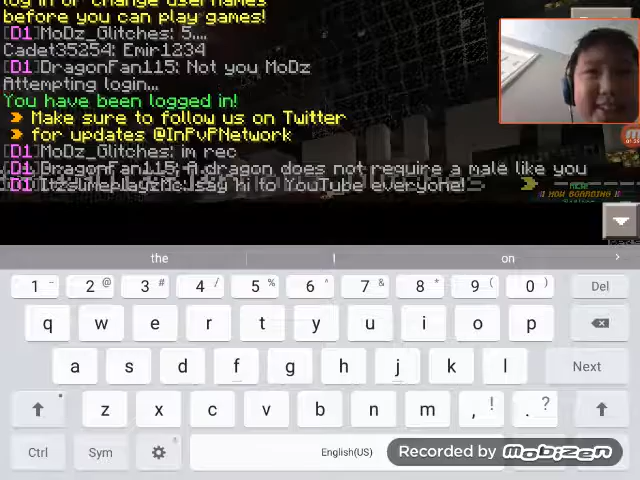 log in or change usernames
before you can play games!
[D1]MoDz_Glitches: 5....
Cadet35254: Emir1234
[D1]DragonFan115: Not you MoDz
Attempting login...
You have been logged in!
Make sure to follow us on Twitter
for updates @InPvPNetwork
[D1]MoDz_Glitches: im rec
[D1]DragonFan115: A dragon does not require a male like you
say hi to YouTube everyone!
NOW BOARDING
the I on
1 - 2 @ 3 # 4 / 5 % 6 ^ 7 & 8 * 9 ( 0 ) Del
q w e r t y u i o p
a s d f g h j k l Next
z x c v b n m , ! . ?
Ctrl Sym English(US)
Recorded by mobizen